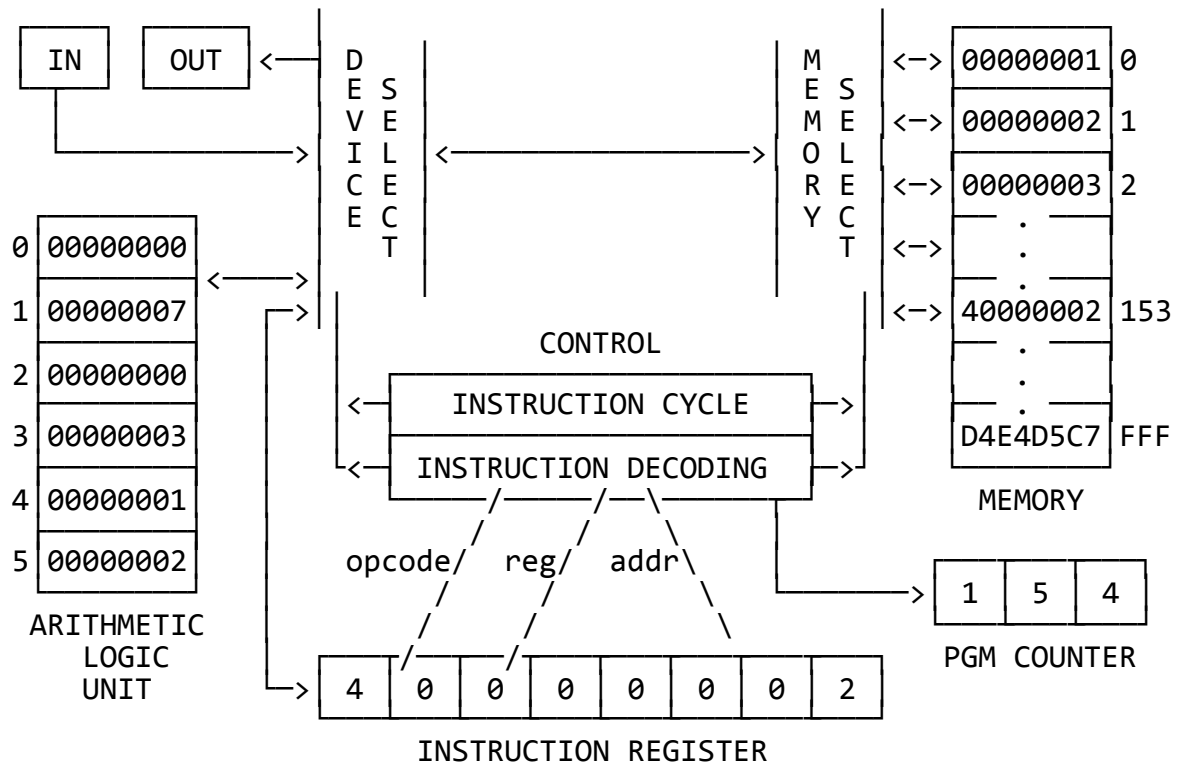 IN
OUT
DEVICE
SELECT
MEMORY
SELECT
00000001 0
00000002 1
00000003 2
40000002 153
D4E4D5C7 FFF
MEMORY
0 00000000
1 00000007
2 00000000
3 00000003
4 00000001
5 00000002
ARITHMETIC
LOGIC
UNIT
CONTROL
INSTRUCTION CYCLE
INSTRUCTION DECODING
opcode reg addr
1 5 4
PGM COUNTER
4 0 0 0 0 0 0 2
INSTRUCTION REGISTER